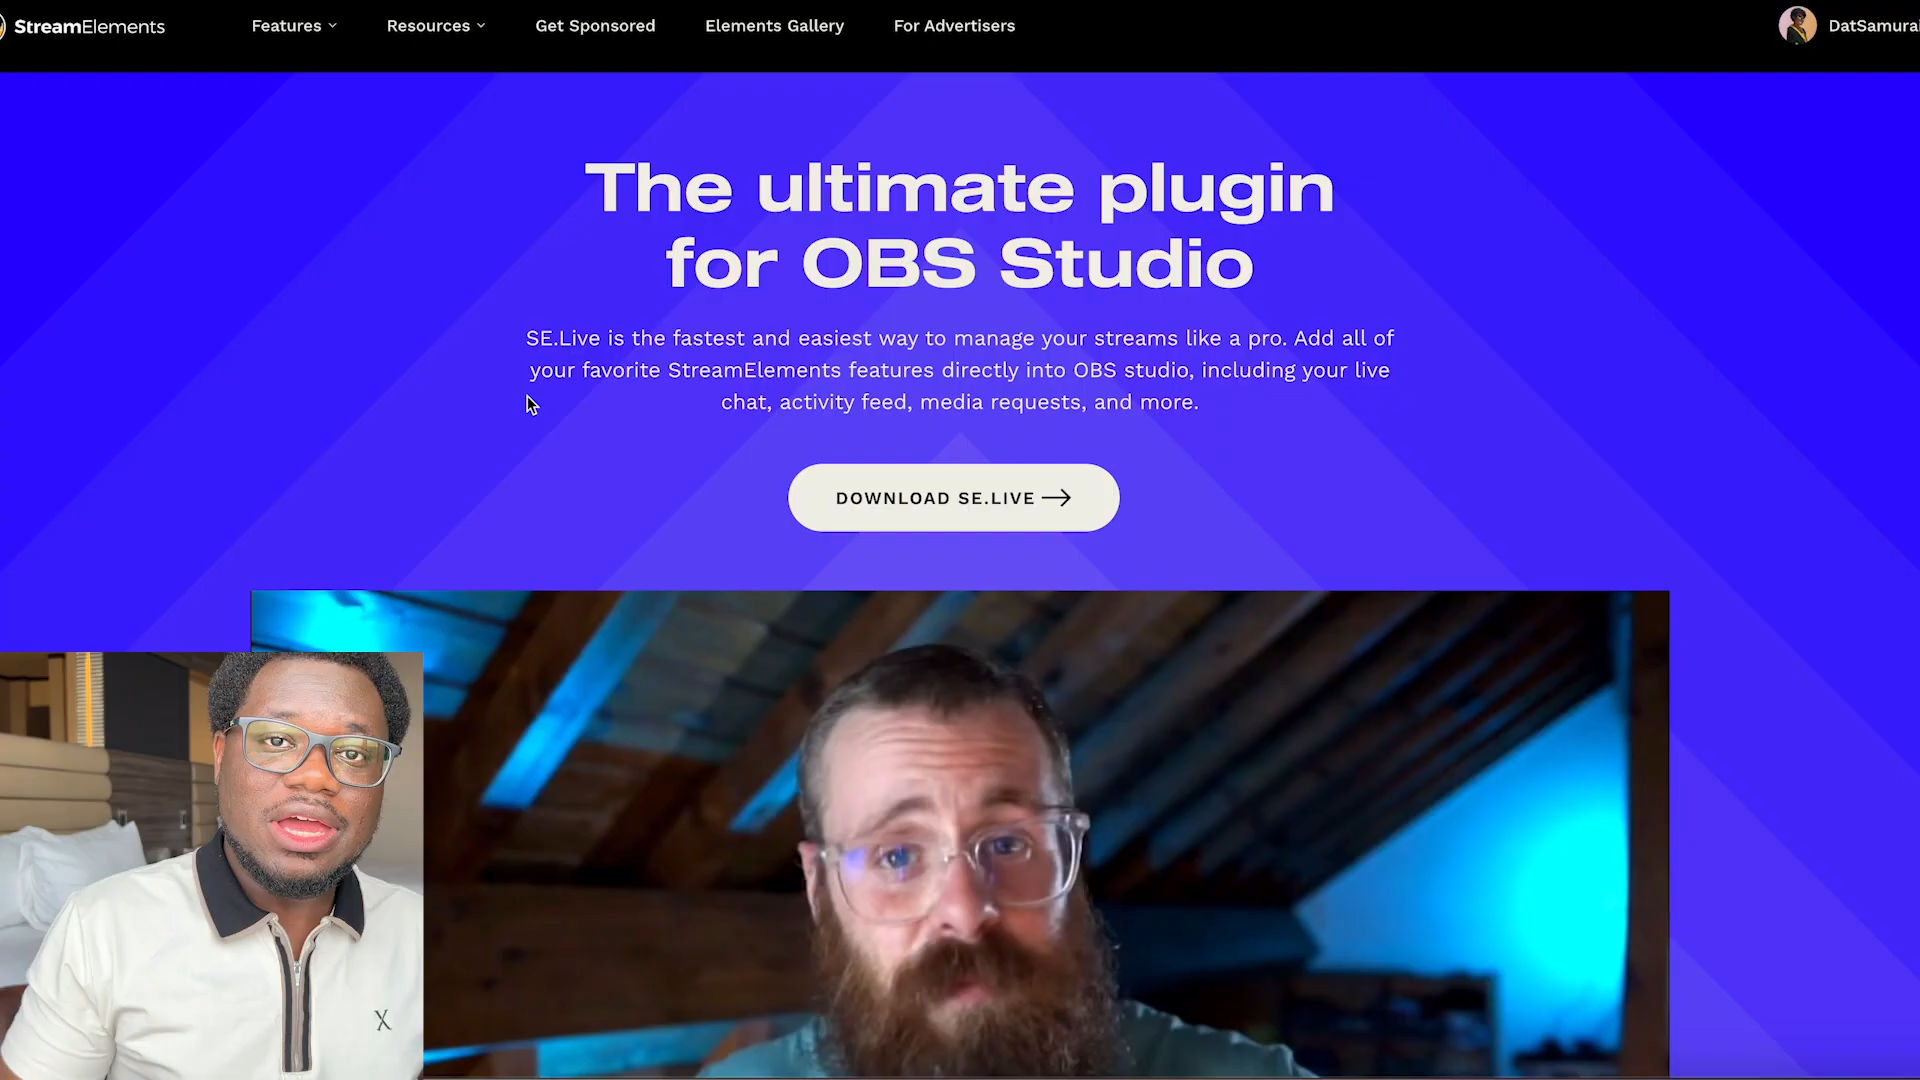 StreamElements
Features
Resources
Get Sponsored
Elements Gallery
For Advertisers
DatSamurai
The ultimate plugin
for OBS Studio
SE.Live is the fastest and easiest way to manage your streams like a pro. Add all of
your favorite StreamElements features directly into OBS studio, including your live
chat, activity feed, media requests, and more.
DOWNLOAD SE.LIVE
X